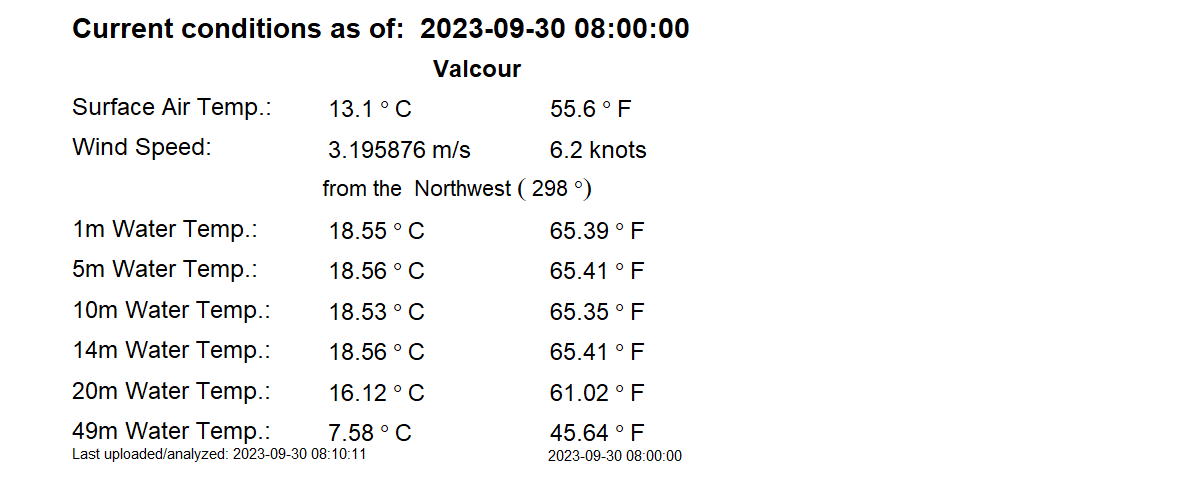 Current conditions as of: 2023-09-30 08:00:00
Valcour
Surface Air Temp.: 13.1 ° C 55.6 ° F
Wind Speed: 3.195876 m/s 6.2 knots
from the Northwest ( 298 °)
1m Water Temp.: 18.55 ° C 65.39 ° F
5m Water Temp.: 18.56 ° C 65.41 ° F
10m Water Temp.: 18.53 ° C 65.35 ° F
14m Water Temp.: 18.56 ° C 65.41 ° F
20m Water Temp.: 16.12 ° C 61.02 ° F
49m Water Temp.: 7.58 ° C 45.64 ° F
Last uploaded/analyzed: 2023-09-30 08:10:11 2023-09-30 08:00:00